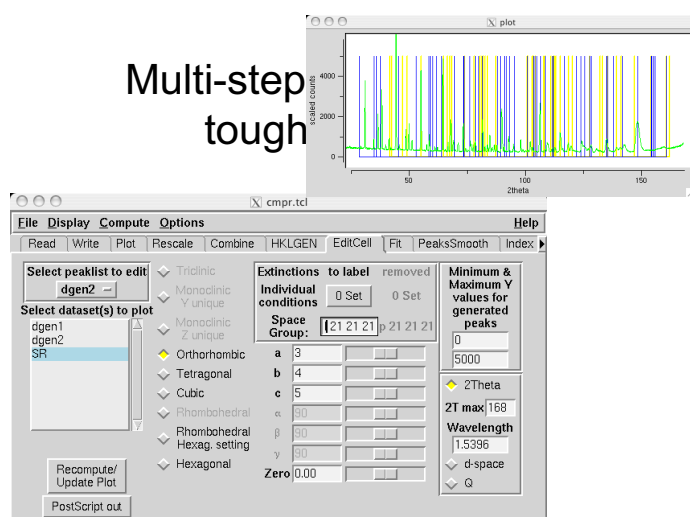 Multi-step
tough
plot
scaled counts
4000
2000
0
50
100
150
2theta
cmpr.tcl
File Display Compute Options Help
Read Write Plot Rescale Combine HKLGEN EditCell Fit PeaksSmooth Index
Select peaklist to edit
dgen2
Select dataset(s) to plot
dgen1
dgen2
SR
Recompute/
Update Plot
PostScript out
Triclinic
Monoclinic
Y unique
Monoclinic
Z unique
Orthorhombic
Tetragonal
Cubic
Rhombohedral
Rhombohedral
Hexag. setting
Hexagonal
Extinctions to label removed
Individual
conditions
0 Set 0 Set
Space
Group:
21 21 21 p 21 21 21
a 3
b 4
c 5
α 90
β 90
γ 90
Zero 0.00
Minimum &
Maximum Y
values for
generated
peaks
0
5000
2Theta
2T max 168
Wavelength
1.5396
d-space
Q